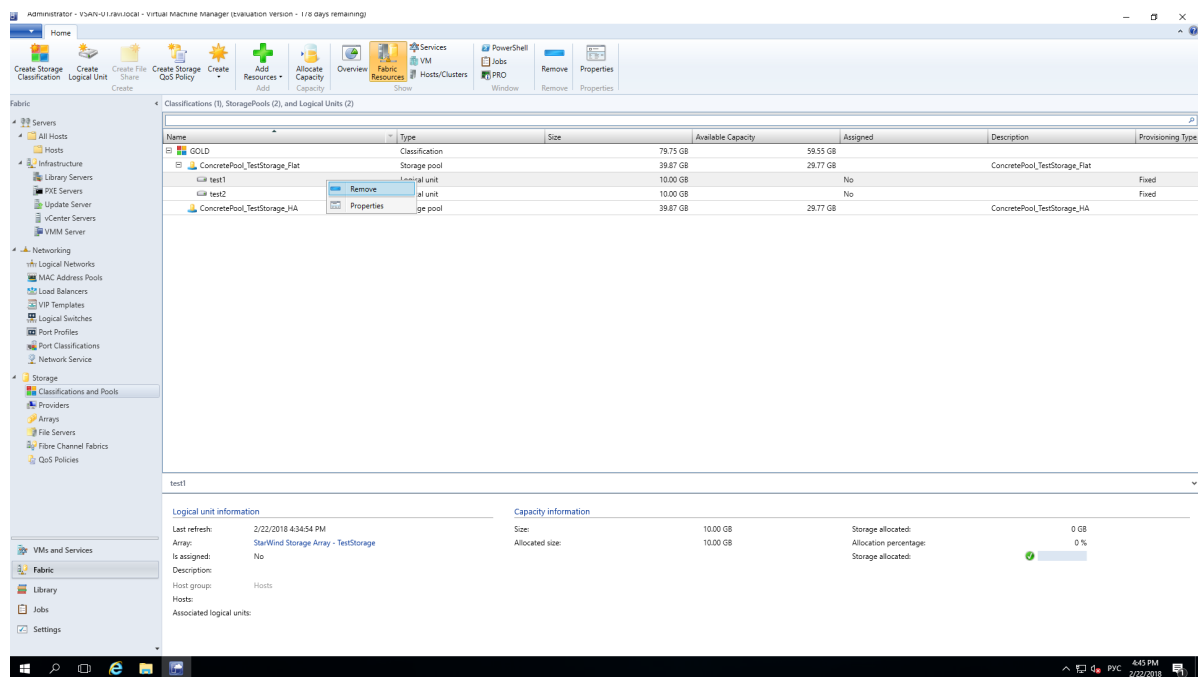 Administrator - VSAN-01.ravi.local - Virtual Machine Manager (Evaluation Version - 178 days remaining)
Home
Create Storage Classification
Create Logical Unit
Create File Share
Create Storage QoS Policy
Create
Create
Add Resources
Add
Allocate Capacity
Capacity
Overview
Fabric Resources
Services
VM
Hosts/Clusters
Show
PowerShell
Jobs
PRO
Window
Remove
Remove
Properties
Properties
Fabric
Classifications (1), StoragePools (2), and Logical Units (2)
Servers
All Hosts
Hosts
Infrastructure
Library Servers
PXE Servers
Update Server
vCenter Servers
VMM Server
Networking
Logical Networks
MAC Address Pools
Load Balancers
VIP Templates
Logical Switches
Port Profiles
Port Classifications
Network Service
Storage
Classifications and Pools
Providers
Arrays
File Servers
Fibre Channel Fabrics
QoS Policies
VMs and Services
Fabric
Library
Jobs
Settings
Name Type Size Available Capacity Assigned Description Provisioning Type
GOLD Classification 79.75 GB 59.55 GB
ConcretePool_TestStorage_Flat Storage pool 39.87 GB 29.77 GB ConcretePool_TestStorage_Flat
test1 Logical unit 10.00 GB No Fixed
test2 cal unit 10.00 GB No Fixed
ConcretePool_TestStorage_HA ge pool 39.87 GB 29.77 GB ConcretePool_TestStorage_HA
Remove
Properties
test1
Logical unit information
Last refresh: 2/22/2018 4:34:54 PM
Array: StarWind Storage Array - TestStorage
Is assigned: No
Description:
Host group: Hosts
Hosts:
Associated logical units:
Capacity information
Size: 10.00 GB
Allocated size: 10.00 GB
Storage allocated: 0 GB
Allocation percentage: 0 %
Storage allocated:
РУС
4:45 PM
2/22/2018